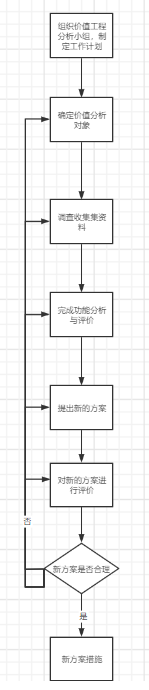 组织价值工程
分析小组，制
定工作计划
确定价值分析
对象
调查收集集资
料
完成功能分析
与评价
提出新的方案
对新的方案进
行评价
否
新方案是否合理
是
新方案措施